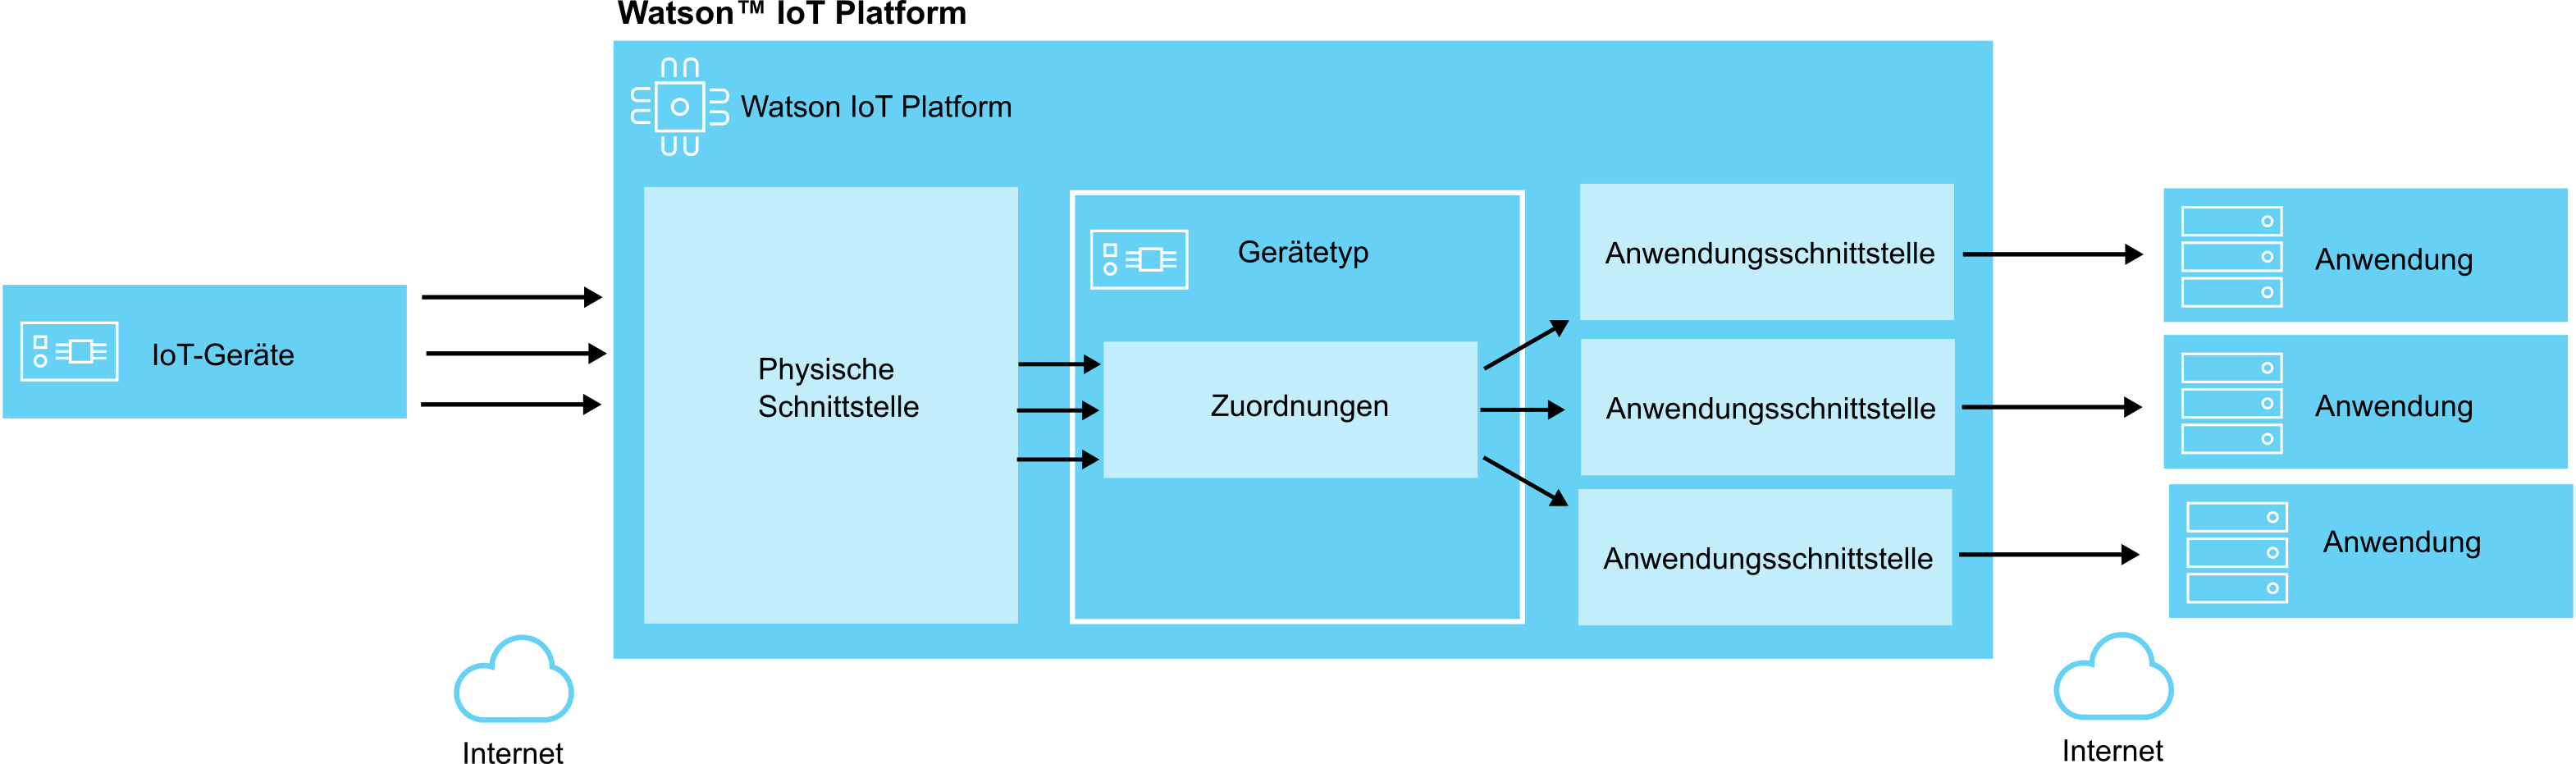 Watson™ IoT Platform
Watson IoT Platform
IoT-Geräte
Physische
Schnittstelle
Gerätetyp
Zuordnungen
Anwendungsschnittstelle
Anwendungsschnittstelle
Anwendungsschnittstelle
Anwendung
Anwendung
Anwendung
Internet
Internet